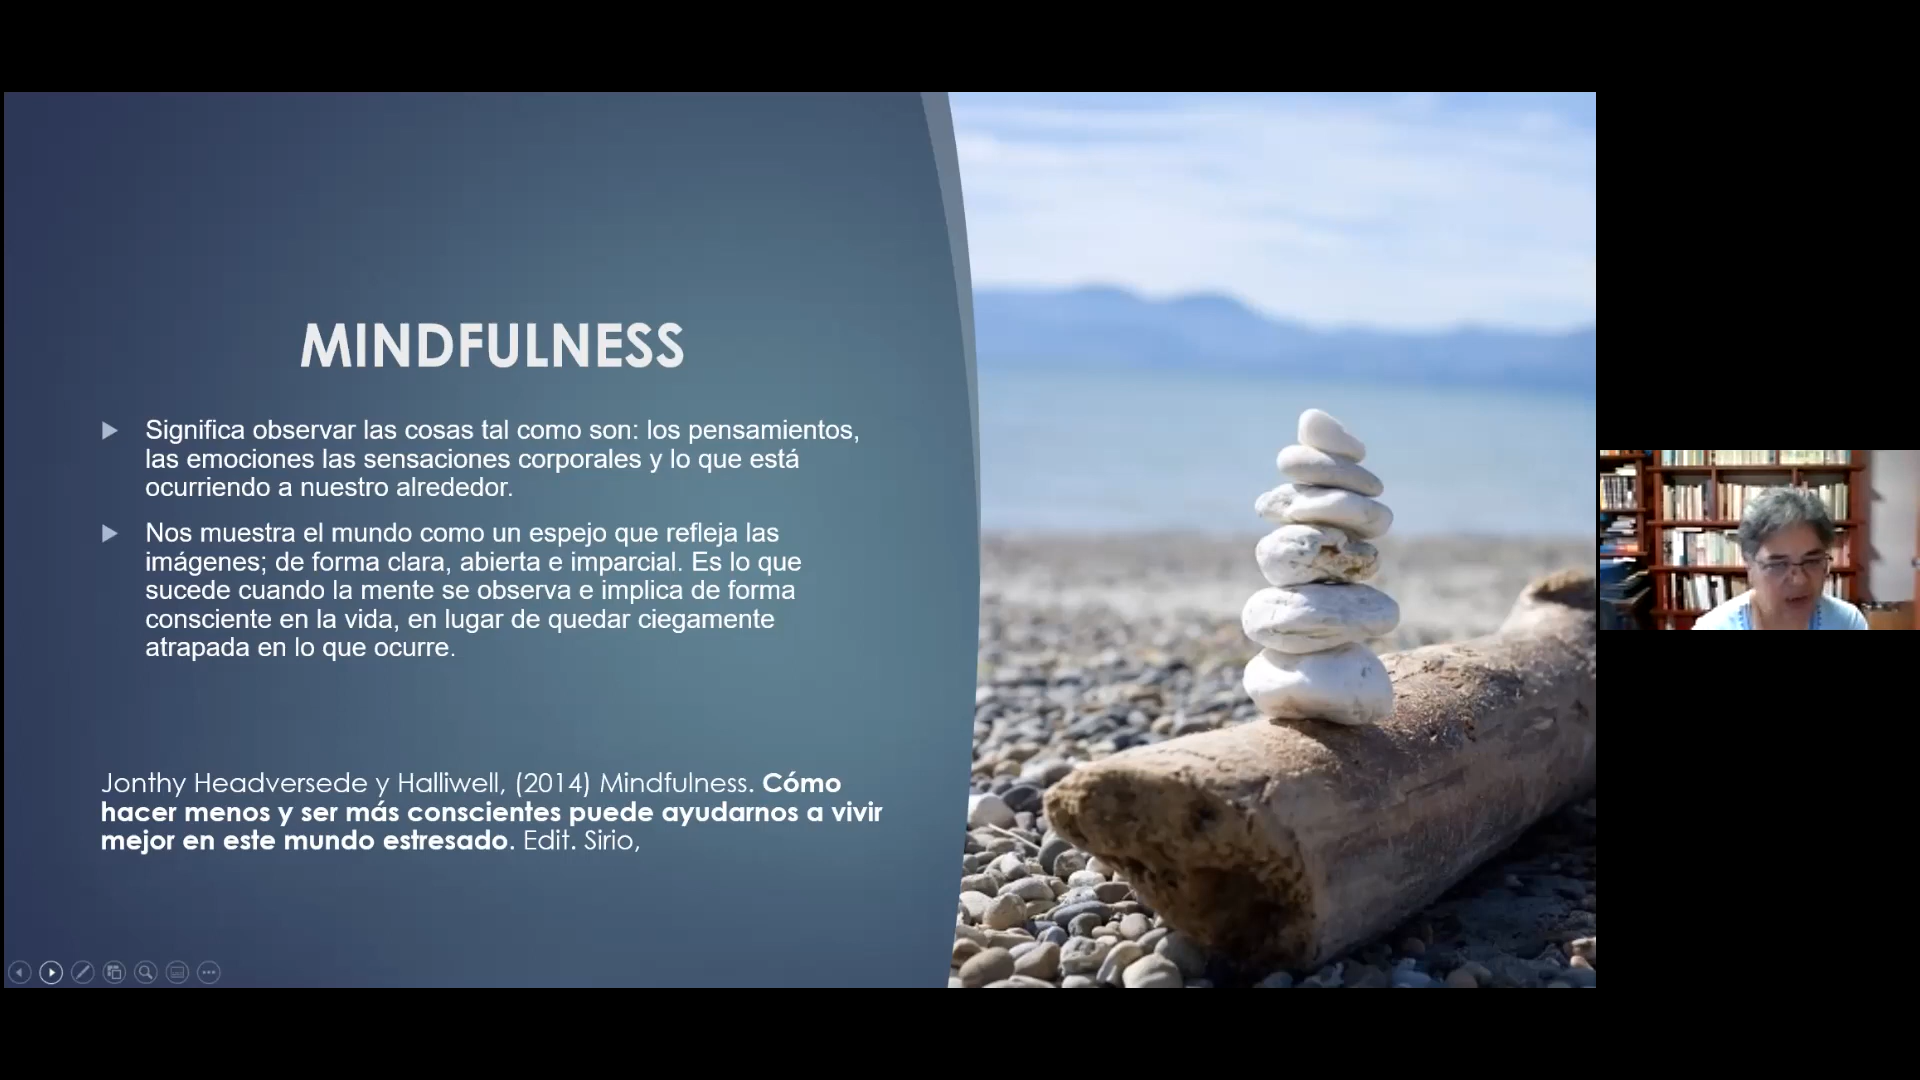 MINDFULNESS
Significa observar las cosas tal como son: los pensamientos,
las emociones las sensaciones corporales y lo que está
ocurriendo a nuestro alrededor.
Nos muestra el mundo como un espejo que refleja las
imágenes; de forma clara, abierta e imparcial. Es lo que
sucede cuando la mente se observa e implica de forma
consciente en la vida, en lugar de quedar ciegamente
atrapada en lo que ocurre.
Jonthy Headversede y Halliwell, (2014) Mindfulness. Cómo
hacer menos y ser más conscientes puede ayudarnos a vivir
mejor en este mundo estresado. Edit. Sirio,